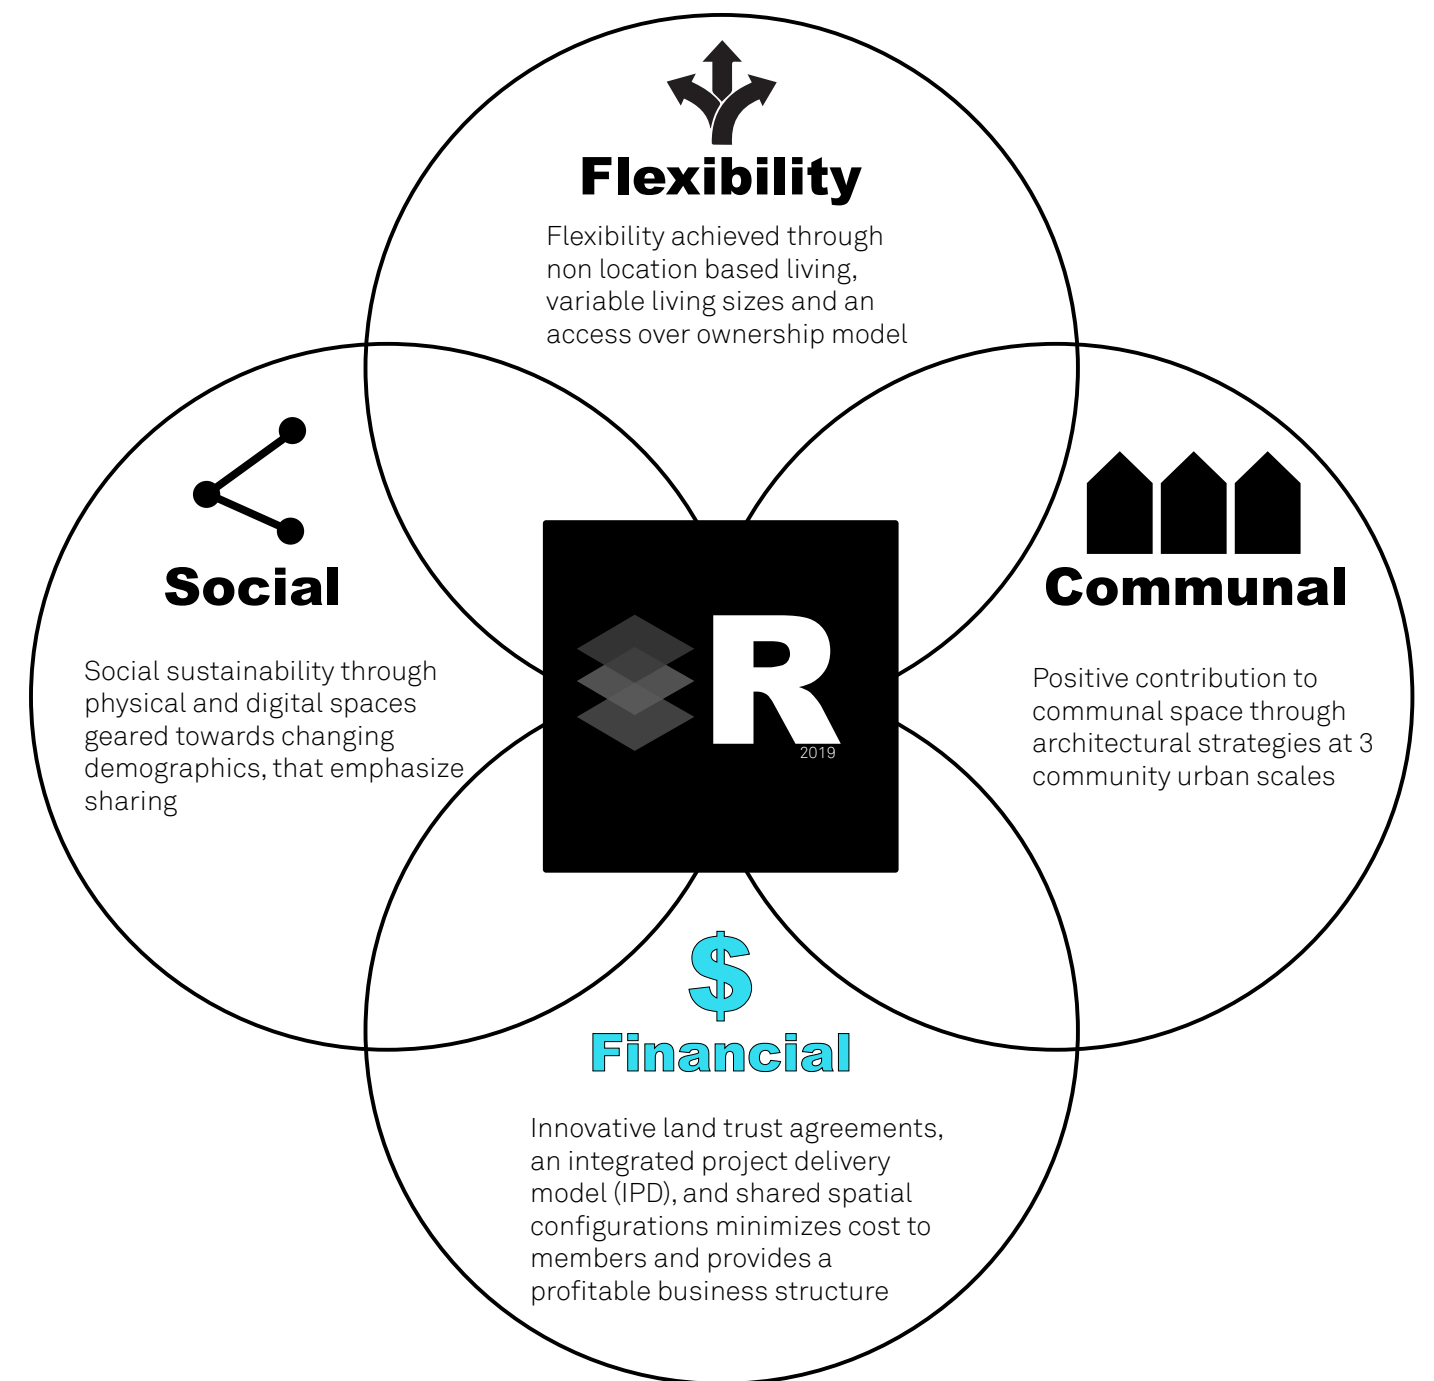 Flexibility
Flexibility achieved through
non location based living,
variable living sizes and an
access over ownership model
Social
Social sustainability through
physical and digital spaces
geared towards changing
demographics, that emphasize
sharing
R
2019
Communal
Positive contribution to
communal space through
architectural strategies at 3
community urban scales
$
Financial
Innovative land trust agreements,
an integrated project delivery
model (IPD), and shared spatial
configurations minimizes cost to
members and provides a
profitable business structure